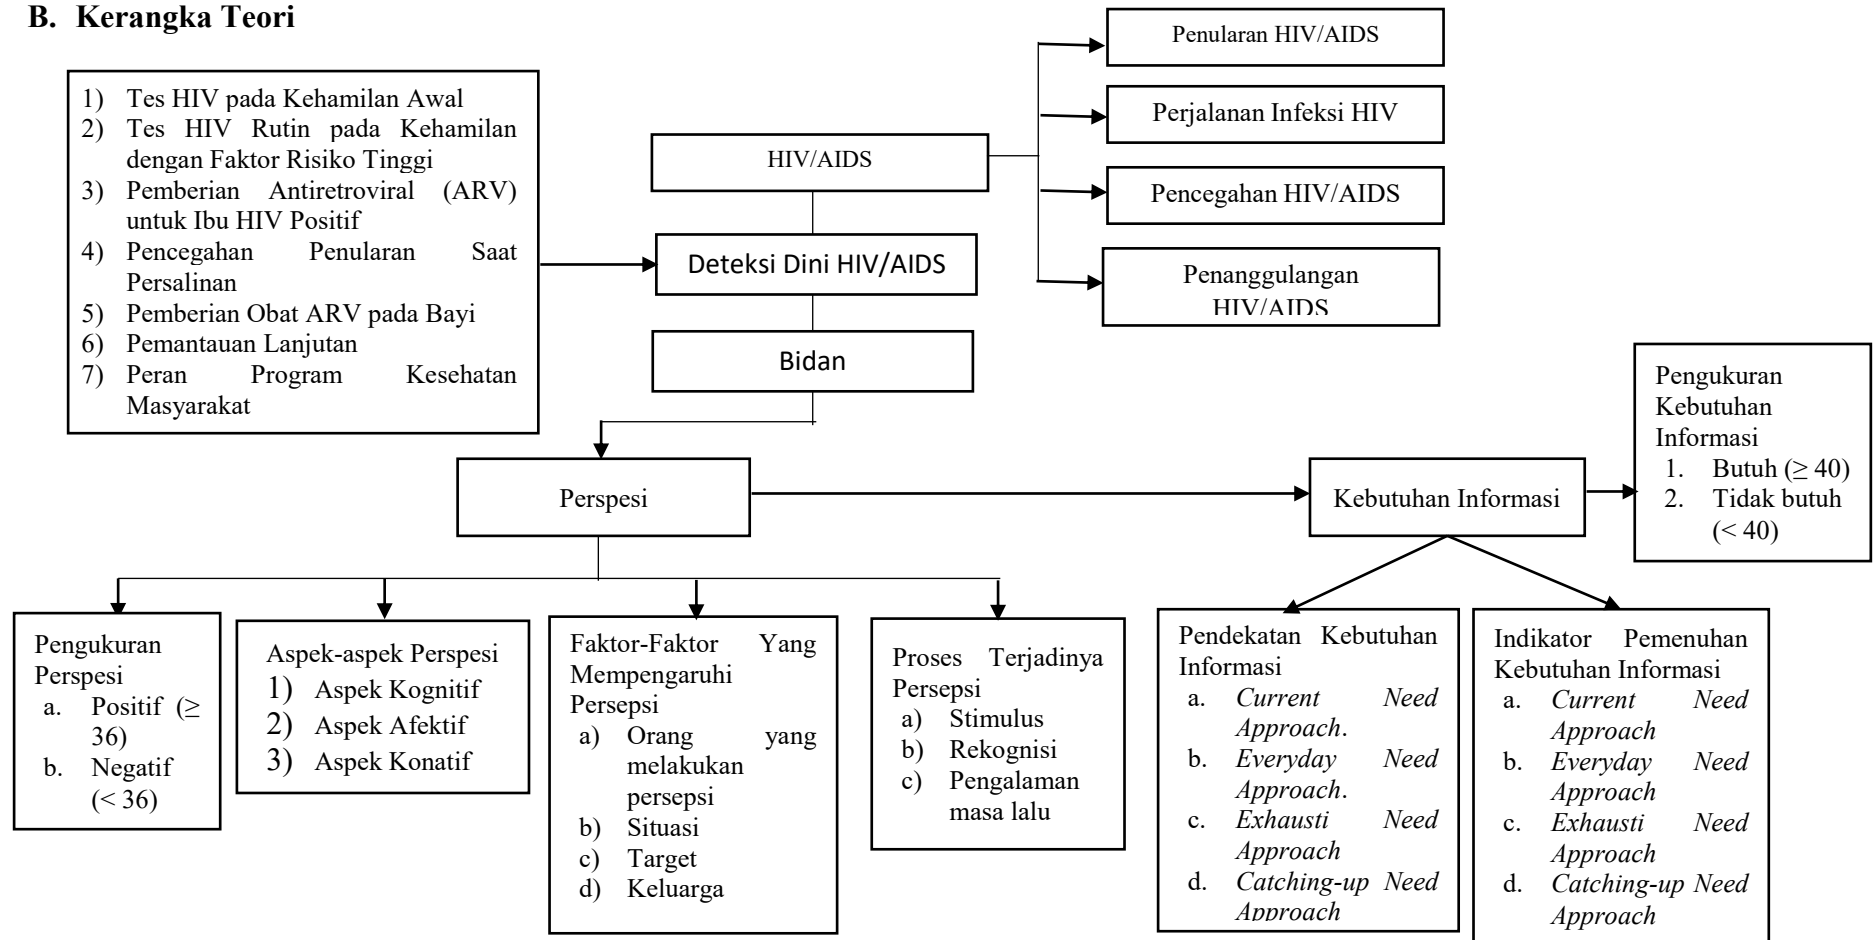 B. Kerangka Teori
1) Tes HIV pada Kehamilan Awal
2) Tes HIV Rutin pada Kehamilan
dengan Faktor Risiko Tinggi
3) Pemberian Antiretroviral (ARV)
untuk Ibu HIV Positif
4) Pencegahan Penularan Saat
Persalinan
5) Pemberian Obat ARV pada Bayi
6) Pemantauan Lanjutan
7) Peran Program Kesehatan
Masyarakat
HIV/AIDS
Deteksi Dini HIV/AIDS
Bidan
Penularan HIV/AIDS
Perjalanan Infeksi HIV
Pencegahan HIV/AIDS
Penanggulangan
HIV/AIDS
Perspesi
Kebutuhan Informasi
Pengukuran
Kebutuhan
Informasi
1. Butuh (≥ 40)
2. Tidak butuh
(< 40)
Pengukuran
Perspesi
a. Positif (≥
36)
b. Negatif
(< 36)
Aspek-aspek Perspesi
1) Aspek Kognitif
2) Aspek Afektif
3) Aspek Konatif
Faktor-Faktor Yang
Mempengaruhi
Persepsi
a) Orang yang
melakukan
persepsi
b) Situasi
c) Target
d) Keluarga
Proses Terjadinya
Persepsi
a) Stimulus
b) Rekognisi
c) Pengalaman
masa lalu
Pendekatan Kebutuhan
Informasi
a. Current Need
Approach.
b. Everyday Need
Approach.
c. Exhausti Need
Approach
d. Catching-up Need
Approach
Indikator Pemenuhan
Kebutuhan Informasi
a. Current Need
Approach
b. Everyday Need
Approach
c. Exhausti Need
Approach
d. Catching-up Need
Approach